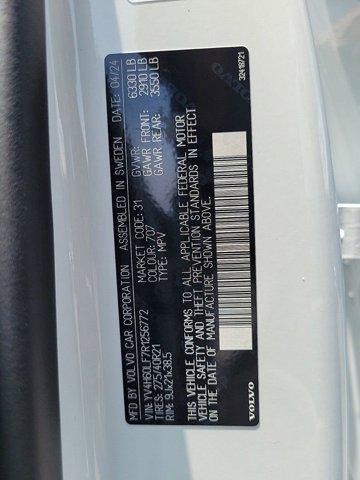 MFD BY VOLVO CAR CORPORATION ASSEMBLED IN SWEDEN DATE: 04/24
VIN: YV4H60LF7R1256772
MARKET CODE: 31
GVWR: 6330 LB
TIRES: 275/40R21
COLOUR: 707
GAWR FRONT: 2910 LB
RIM: 9Jx21x38.5
TYPE: MPV
GAWR REAR: 3550 LB
THIS VEHICLE CONFORMS TO ALL APPLICABLE FEDERAL MOTOR
VEHICLE SAFETY AND THEFT PREVENTION STANDARDS IN EFFECT
ON THE DATE OF MANUFACTURE SHOWN ABOVE.
VOLVO
32418721